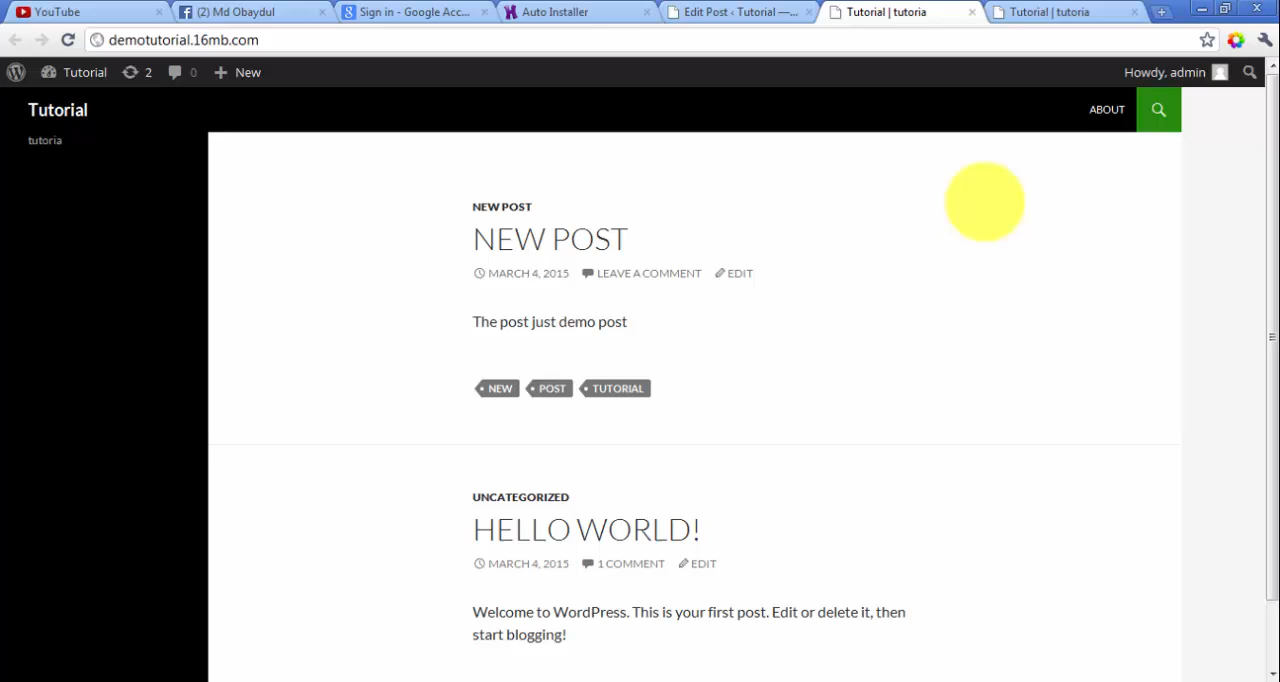 YouTube
(2) Md Obaydul
Sign in - Google Acc...
Auto Installer
Edit Post ‹ Tutorial —...
Tutorial | tutoria
Tutorial | tutoria
demotutorial.16mb.com
Tutorial 2 0 New
Howdy, admin
Tutorial
ABOUT
tutoria
NEW POST
NEW POST
MARCH 4, 2015 LEAVE A COMMENT EDIT
The post just demo post
NEW POST TUTORIAL
UNCATEGORIZED
HELLO WORLD!
MARCH 4, 2015 1 COMMENT EDIT
Welcome to WordPress. This is your first post. Edit or delete it, then
start blogging!